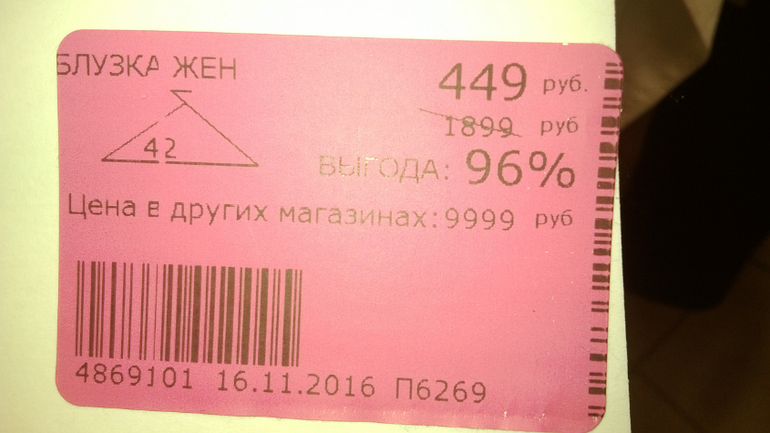 БЛУЗКА ЖЕН
449 руб.
1899 руб
42
ВЫГОДА: 96%
Цена в других магазинах: 9999 руб
4869101 16.11.2016 П6269